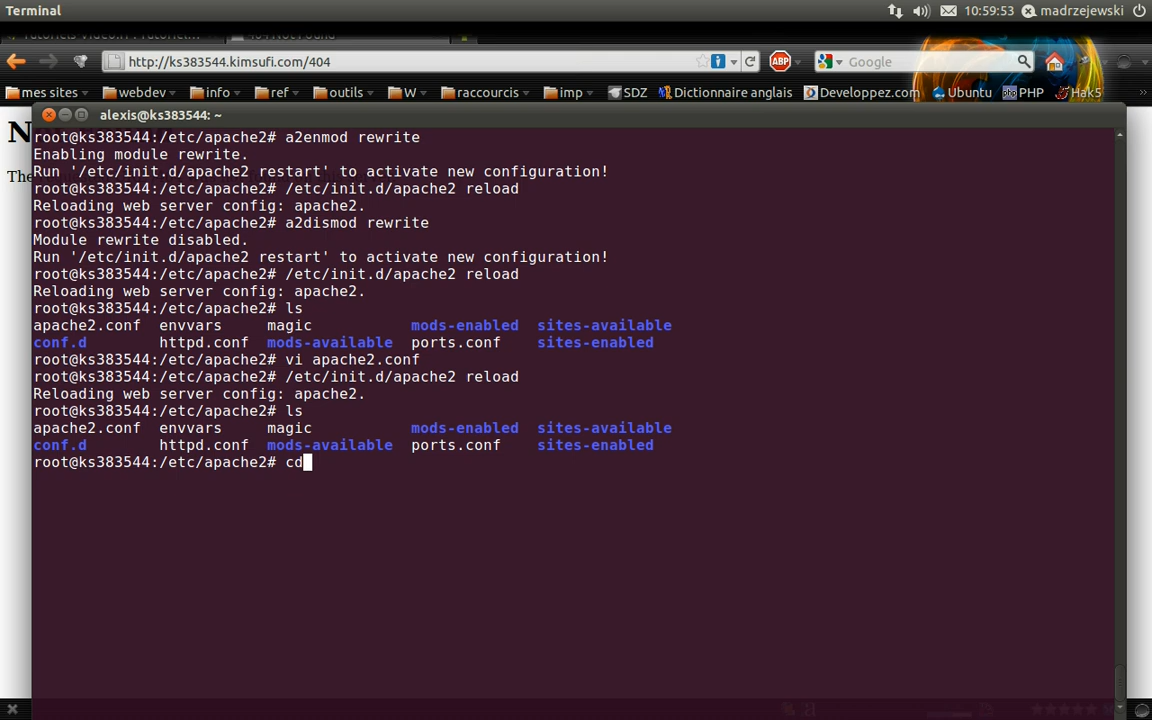 Terminal
10:59:53 madrzejewski
http://ks383544.kimsufi.com/404
ABP
Google
mes sites webdev info ref outils W raccourcis imp SDZ Dictionnaire anglais Developpez.com Ubuntu PHP Hak5 »
alexis@ks383544: ~
root@ks383544:/etc/apache2# a2enmod rewrite
Enabling module rewrite.
Run '/etc/init.d/apache2 restart' to activate new configuration!
root@ks383544:/etc/apache2# /etc/init.d/apache2 reload
Reloading web server config: apache2.
root@ks383544:/etc/apache2# a2dismod rewrite
Module rewrite disabled.
Run '/etc/init.d/apache2 restart' to activate new configuration!
root@ks383544:/etc/apache2# /etc/init.d/apache2 reload
Reloading web server config: apache2.
root@ks383544:/etc/apache2# ls
apache2.conf envvars magic mods-enabled sites-available
conf.d httpd.conf mods-available ports.conf sites-enabled
root@ks383544:/etc/apache2# vi apache2.conf
root@ks383544:/etc/apache2# /etc/init.d/apache2 reload
Reloading web server config: apache2.
root@ks383544:/etc/apache2# ls
apache2.conf envvars magic mods-enabled sites-available
conf.d httpd.conf mods-available ports.conf sites-enabled
root@ks383544:/etc/apache2# cd